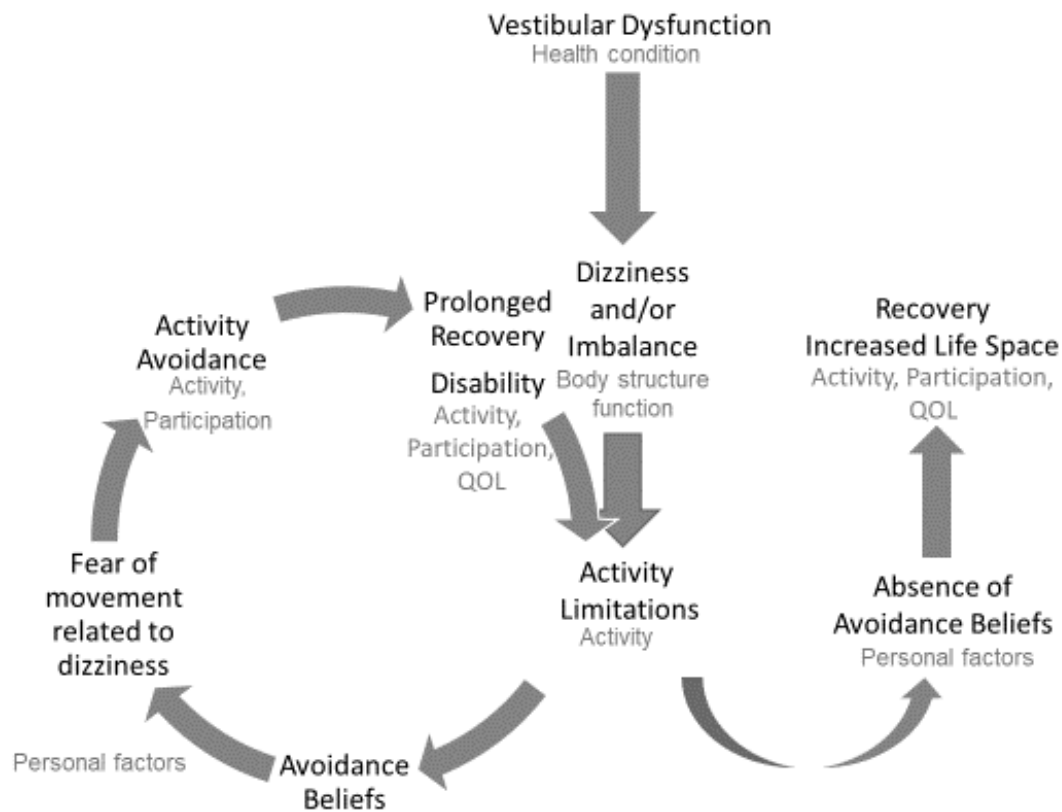 Vestibular Dysfunction
Health condition
Dizziness
and/or
Imbalance
Body structure
function
Prolonged
Recovery
Disability
Activity,
Participation,
QOL
Activity
Avoidance
Activity,
Participation
Recovery
Increased Life Space
Activity, Participation,
QOL
Fear of
movement
related to
dizziness
Activity
Limitations
Activity
Absence of
Avoidance Beliefs
Personal factors
Personal factors
Avoidance
Beliefs